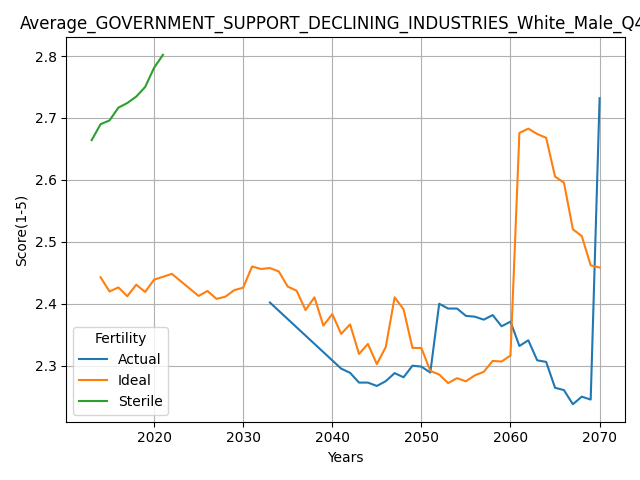 Average_GOVERNMENT_SUPPORT_DECLINING_INDUSTRIES_White_Male_Q4
2.8
2.7
2.6
2.5
2.4
2.3
Score(1-5)
Fertility
Actual
Ideal
Sterile
2020 2030 2040 2050 2060 2070
Years